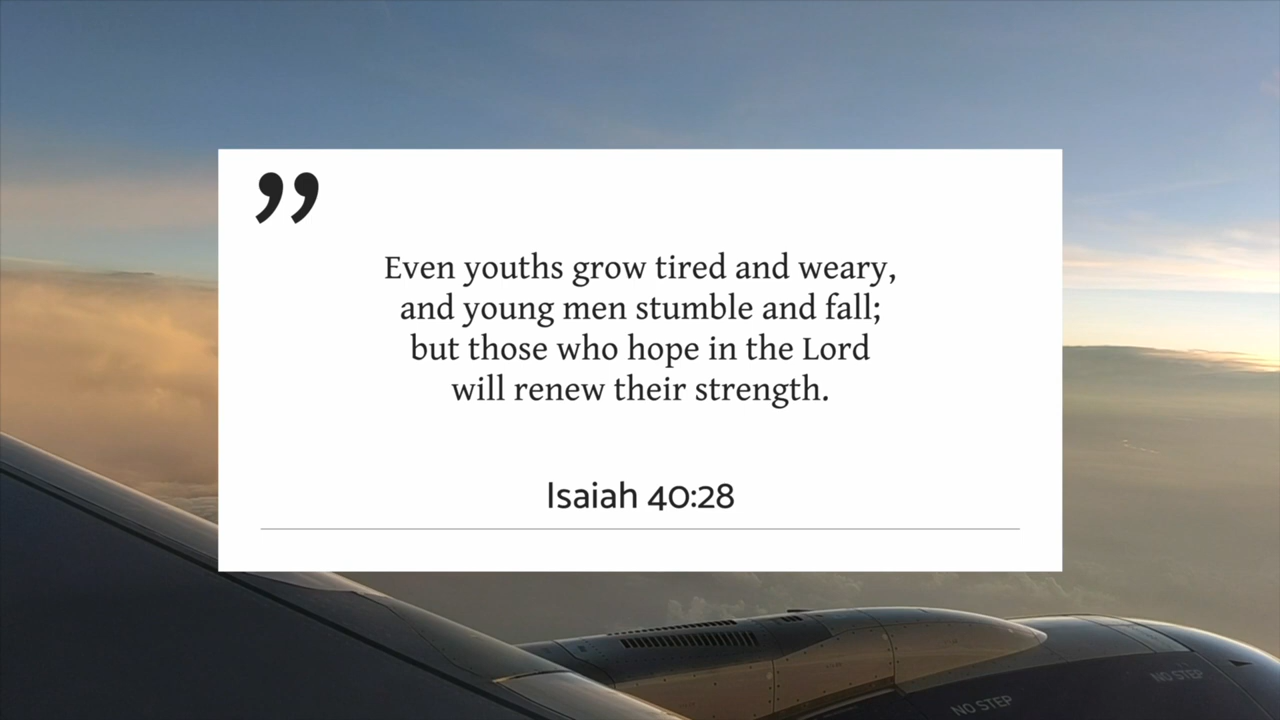 ”
Even youths grow tired and weary,
and young men stumble and fall;
but those who hope in the Lord
will renew their strength.
Isaiah 40:28
NO STEP
NO STEP